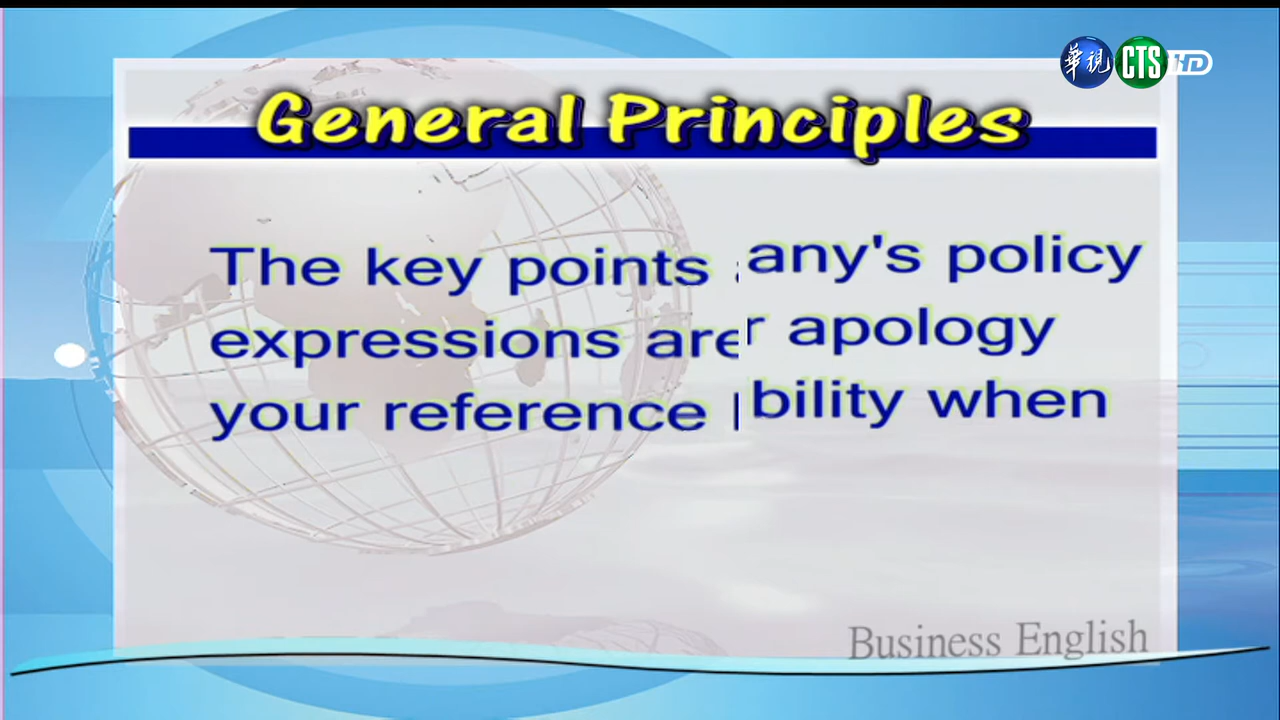 華視 CTS HD
General Principles
The key points any's policy
expressions are r apology
your reference bility when
Business English